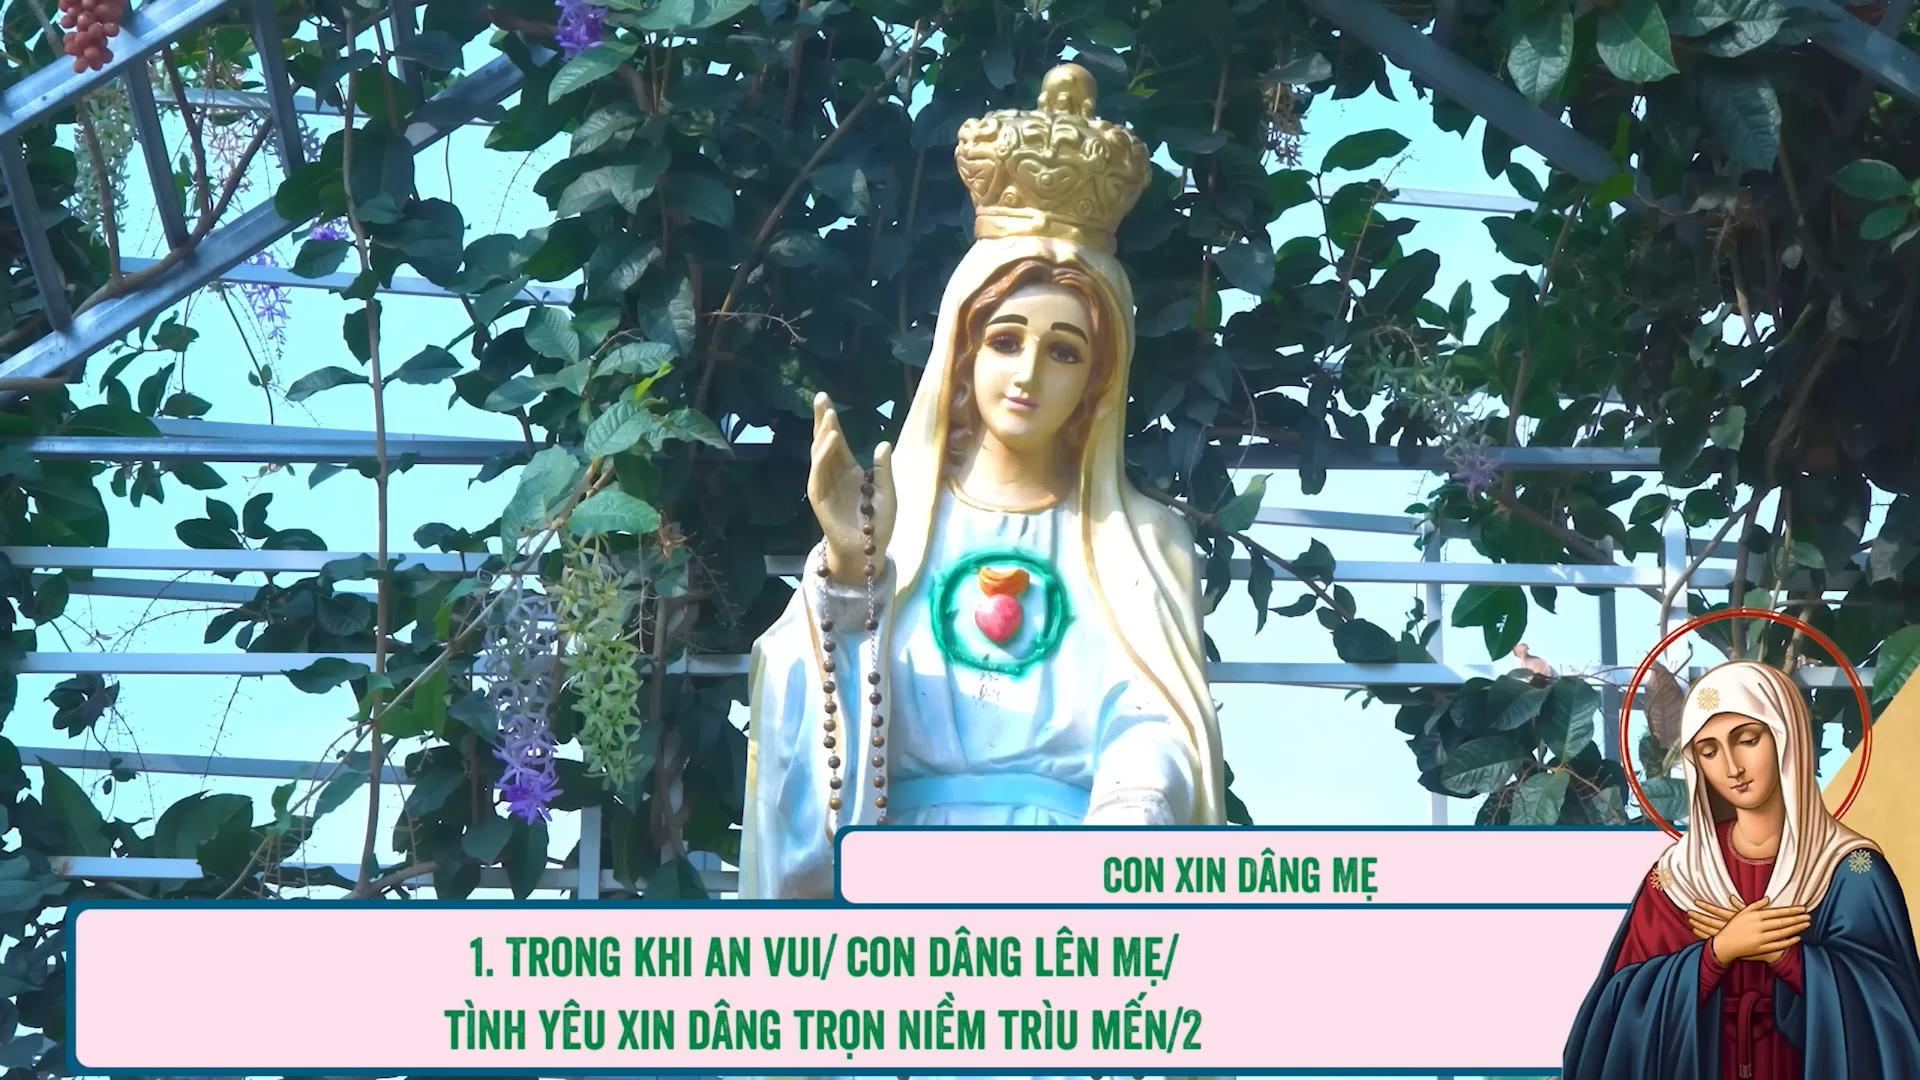 CON XIN DÂNG MẸ
1. TRONG KHI AN VUI/ CON DÂNG LÊN MẸ/
TÌNH YÊU XIN DÂNG TRỌN NIỀM TRÌU MẾN/2